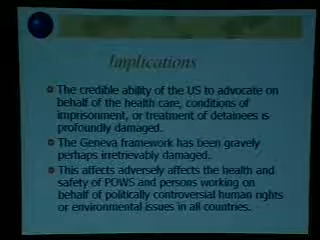 Implications
The credible ability of the US to advocate on
behalf of the health care, conditions of
imprisonment, or treatment of detainees is
profoundly damaged.
The Geneva framework has been gravely
perhaps irretrievably damaged.
This affects adversely affects the health and
safety of POWS and persons working on
behalf of politically controversial human rights
or environmental issues in all countries.